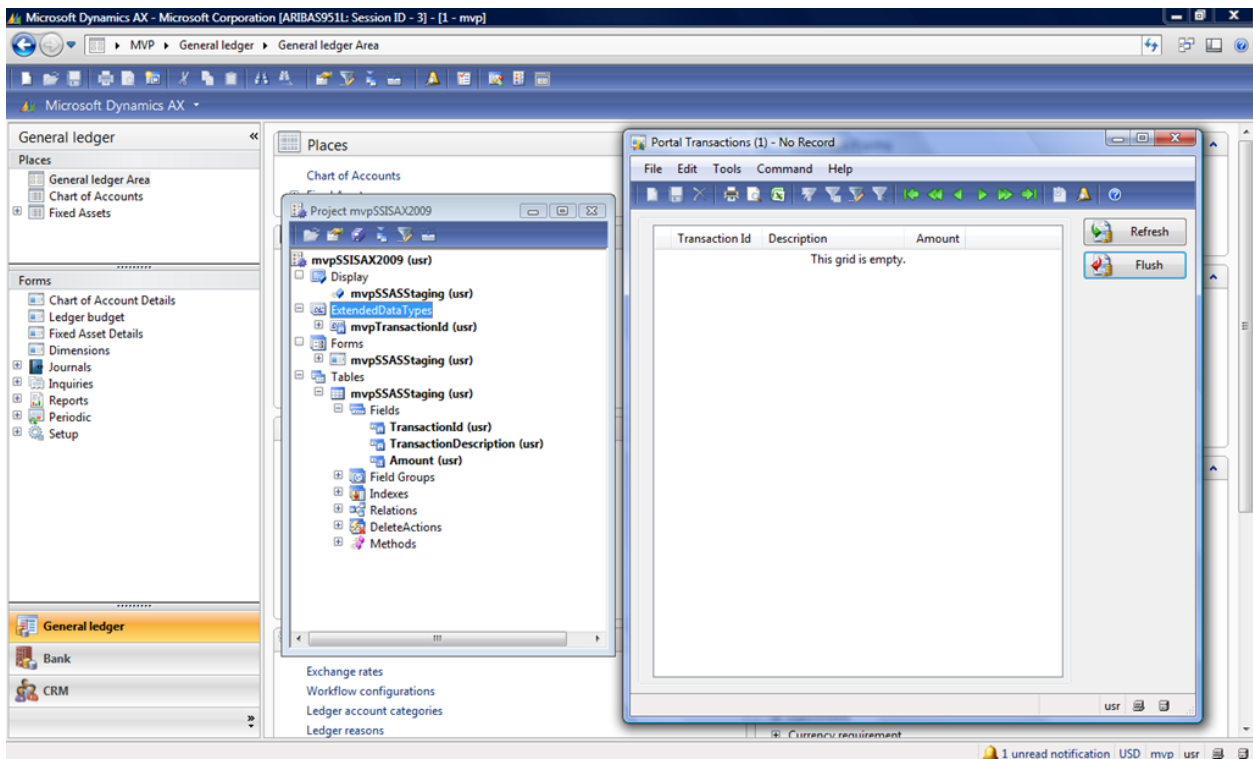 Microsoft Dynamics AX - Microsoft Corporation [ARIBAS951L: Session ID - 3] - [1 - mvp]
MVP General ledger General ledger Area
Microsoft Dynamics AX
General ledger
Places
General ledger Area
Chart of Accounts
Fixed Assets
Forms
Chart of Account Details
Ledger budget
Fixed Asset Details
Dimensions
Journals
Inquiries
Reports
Periodic
Setup
General ledger
Bank
CRM
Places
Chart of Accounts
Project mvpSSISAX2009
mvpSSISAX2009 (usr)
Display
mvpSSASStaging (usr)
ExtendedDataTypes
mvpTransactionId (usr)
Forms
mvpSSASStaging (usr)
Tables
mvpSSASStaging (usr)
Fields
TransactionId (usr)
TransactionDescription (usr)
Amount (usr)
Field Groups
Indexes
Relations
DeleteActions
Methods
Exchange rates
Workflow configurations
Ledger account categories
Ledger reasons
Portal Transactions (1) - No Record
File Edit Tools Command Help
Transaction Id Description Amount
This grid is empty.
Refresh
Flush
usr
Currency requirement
1 unread notification USD mvp usr